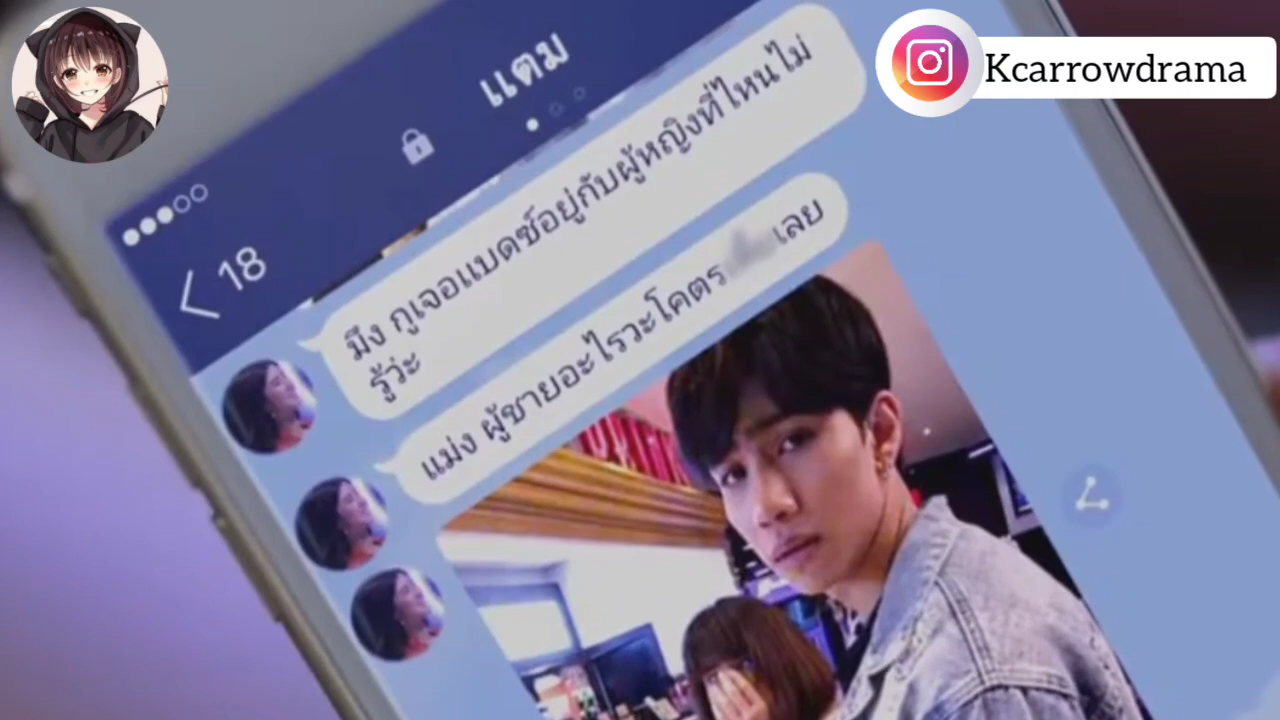 Kcarrowdrama
แตม
18
มึง กูเจอแบดซ์อยู่กับผู้หญิงที่ไหนไม่
รู้ว่ะ
แม่ง ผู้ชายอะไรวะโคตร เลย